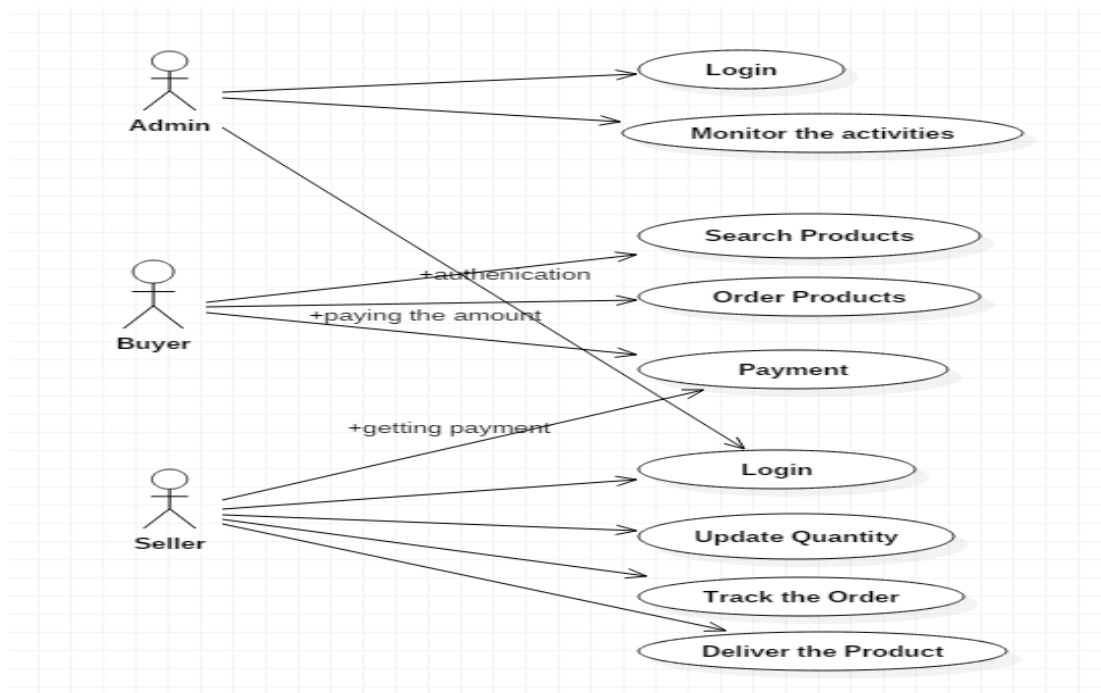 Login
Admin
Monitor the activities
Search Products
+authenication
Order Products
+paying the amount
Buyer
Payment
+getting payment
Login
Update Quantity
Seller
Track the Order
Deliver the Product